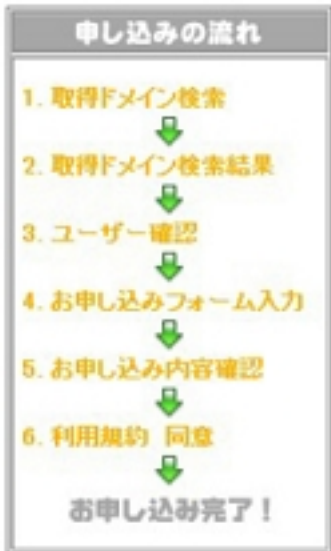 申し込みの流れ
1. 取得ドメイン検索
2. 取得ドメイン検索結果
3. ユーザー確認
4. お申し込みフォーム入力
5. お申し込み内容確認
6. 利用規約 同意
お申し込み完了！